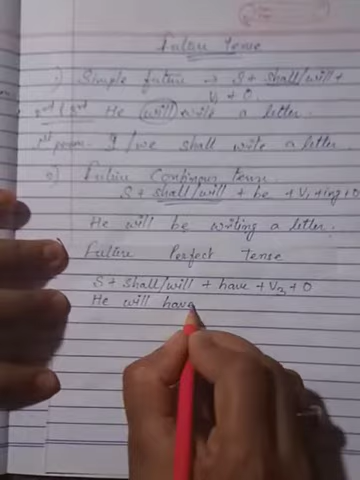 Future Tense
1) Simple future → S + shall/will +
V1 + O.
2nd/3rd He will write a letter.
1st person. I/we shall write a letter.
2) Future Continuous Tense.
S + shall/will + be + V1 + ing + O
He will be writing a letter.
Future Perfect Tense
S + shall/will + have + V3 + O
He will have